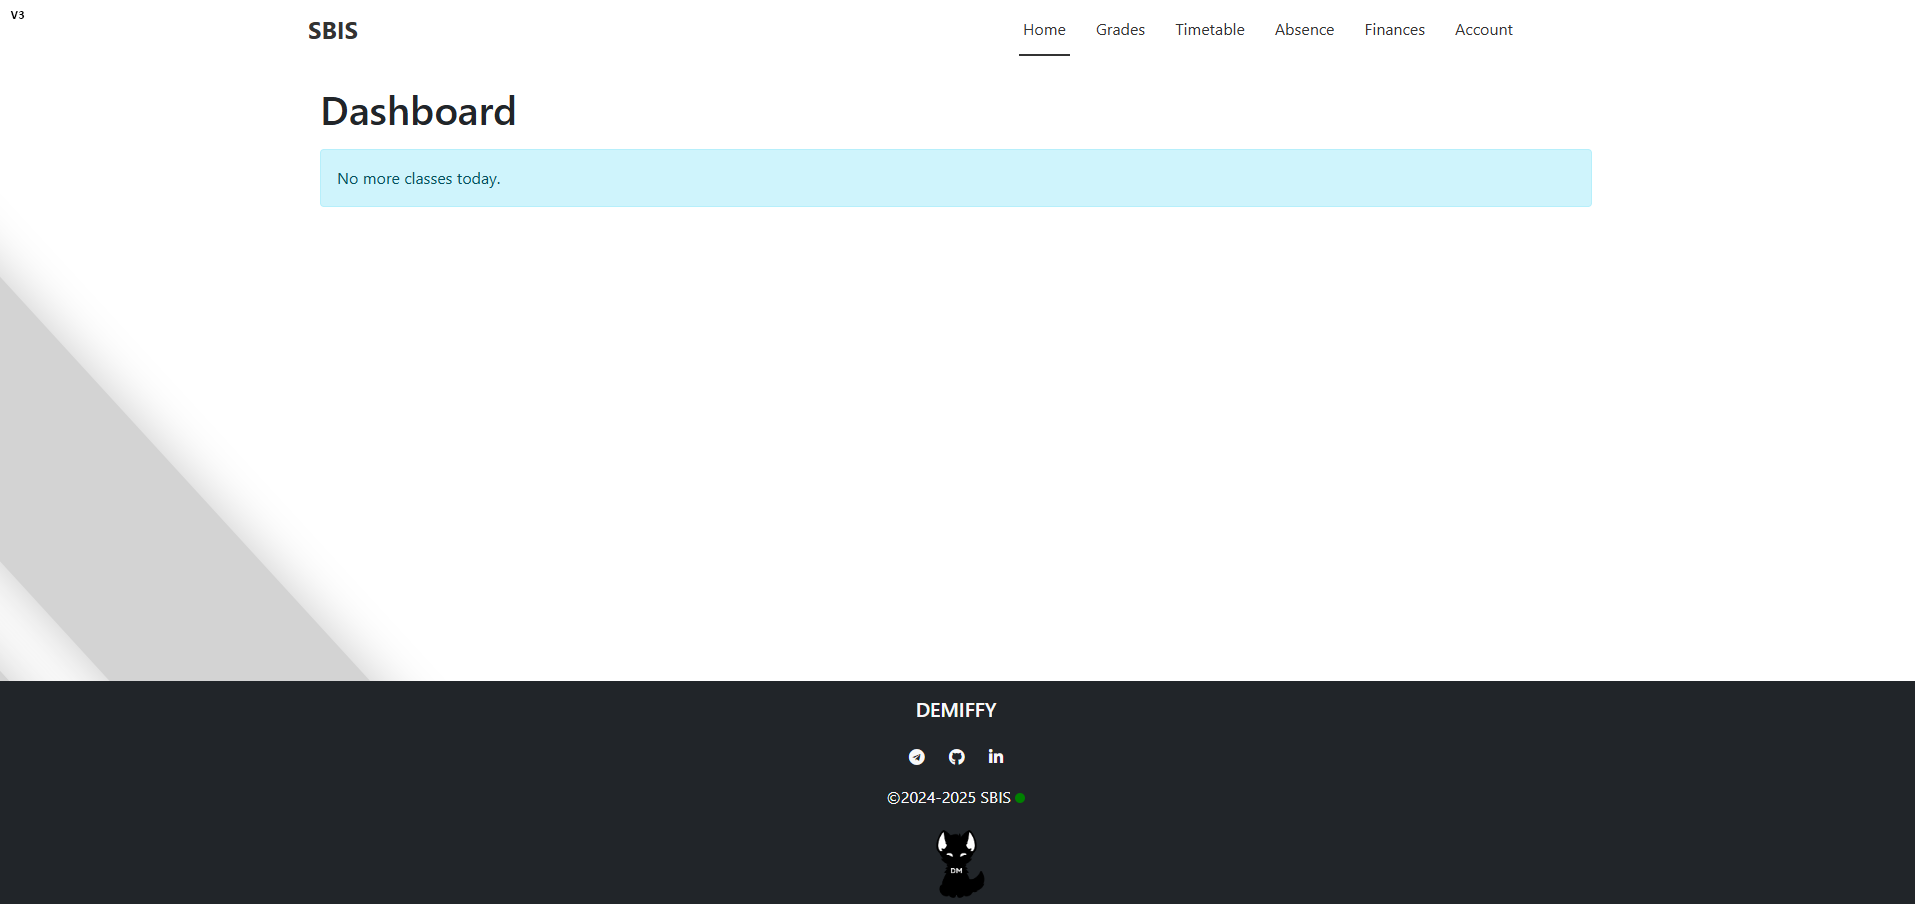 V3
SBIS
Home Grades Timetable Absence Finances Account
Dashboard
No more classes today.
DEMIFFY
©2024-2025 SBIS
DM